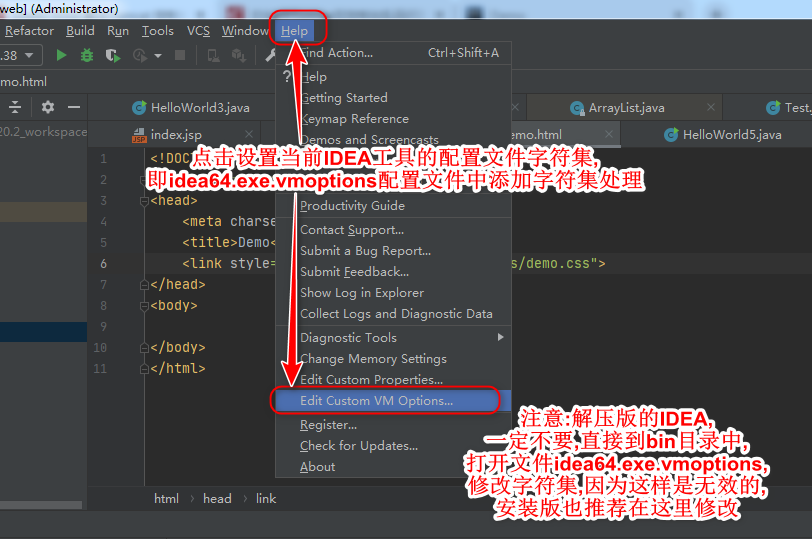 web] (Administrator)
Refactor Build Run Tools VCS Window Help
.38
mo.html
Find Action... Ctrl+Shift+A
Help
Getting Started
Keymap Reference
Demos and Screencasts
HelloWorld3.java
ArrayList.java
Test.
20.2_workspace
index.jsp
emo.html
HelloWorld5.java
点击设置当前IDEA工具的配置文件字符集,
即idea64.exe.vmoptions配置文件中添加字符集处理
1 <!DOC
2
3 <head>
4 <meta charse
5 <title>Demo<
6 <link style= s/demo.css">
7 </head>
8 <body>
9
10 </body>
11 </html>
Productivity Guide
Contact Support...
Submit a Bug Report...
Submit Feedback...
Show Log in Explorer
Collect Logs and Diagnostic Data
Diagnostic Tools
Change Memory Settings
Edit Custom Properties...
Edit Custom VM Options...
Register...
Check for Updates...
About
注意:解压版的IDEA,
一定不要,直接到bin目录中,
打开文件idea64.exe.vmoptions,
修改字符集,因为这样是无效的,
安装版也推荐在这里修改
html head link